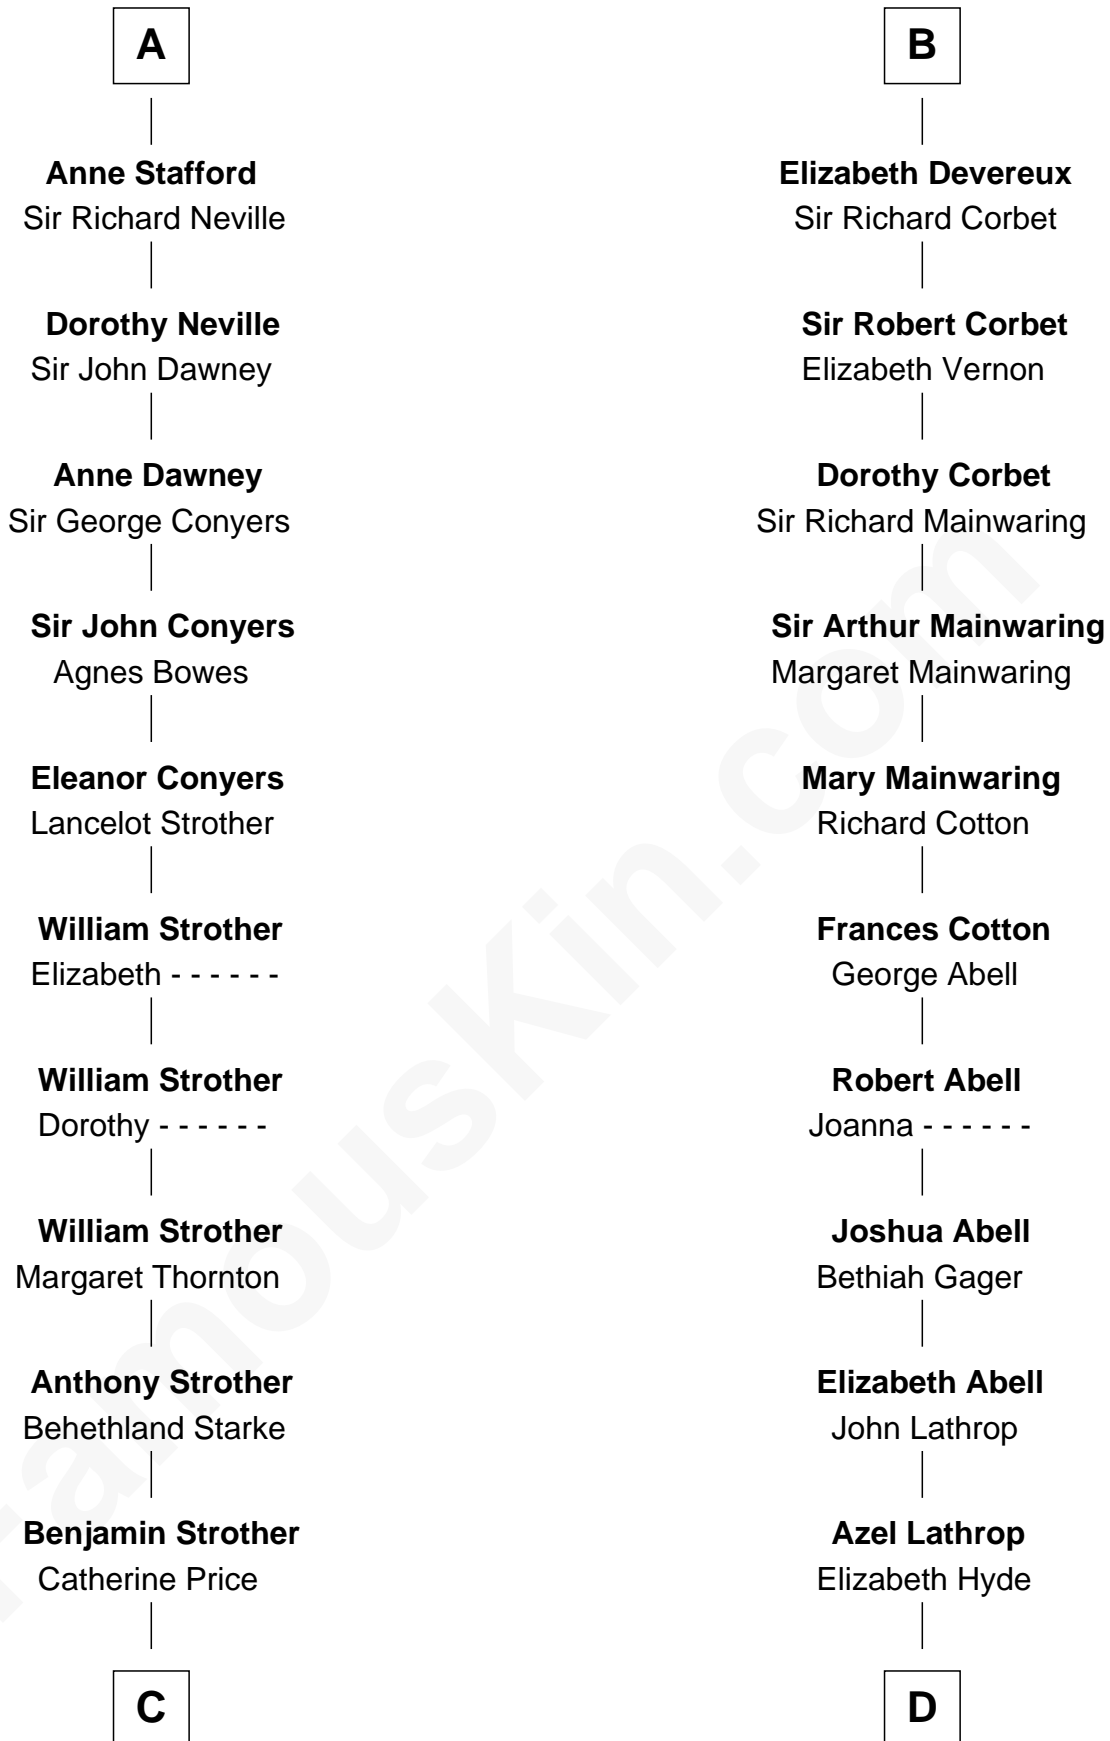 A
Anne Stafford
Sir Richard Neville
Dorothy Neville
Sir John Dawney
Anne Dawney
Sir George Conyers
Sir John Conyers
Agnes Bowes
Eleanor Conyers
Lancelot Strother
William Strother
Elizabeth - - - - - -
William Strother
Dorothy - - - - - -
William Strother
Margaret Thornton
Anthony Strother
Behethland Starke
Benjamin Strother
Catherine Price
C
B
Elizabeth Devereux
Sir Richard Corbet
Sir Robert Corbet
Elizabeth Vernon
Dorothy Corbet
Sir Richard Mainwaring
Sir Arthur Mainwaring
Margaret Mainwaring
Mary Mainwaring
Richard Cotton
Frances Cotton
George Abell
Robert Abell
Joanna - - - - - -
Joshua Abell
Bethiah Gager
Elizabeth Abell
John Lathrop
Azel Lathrop
Elizabeth Hyde
D
FamousKin.com